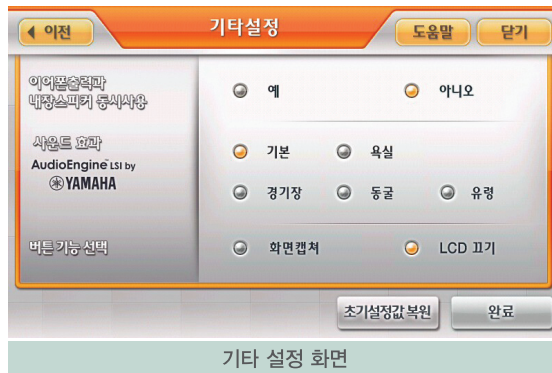 이전 기타설정 도움말 닫기
이어폰출력과
내장스피커 동시사용
예 아니오
사운드 효과
AudioEngine™ LSI by
YAMAHA
기본 욕실
경기장 동굴 유령
버튼 기능 선택
화면캡쳐 LCD 끄기
초기설정값 복원 완료
기타 설정 화면